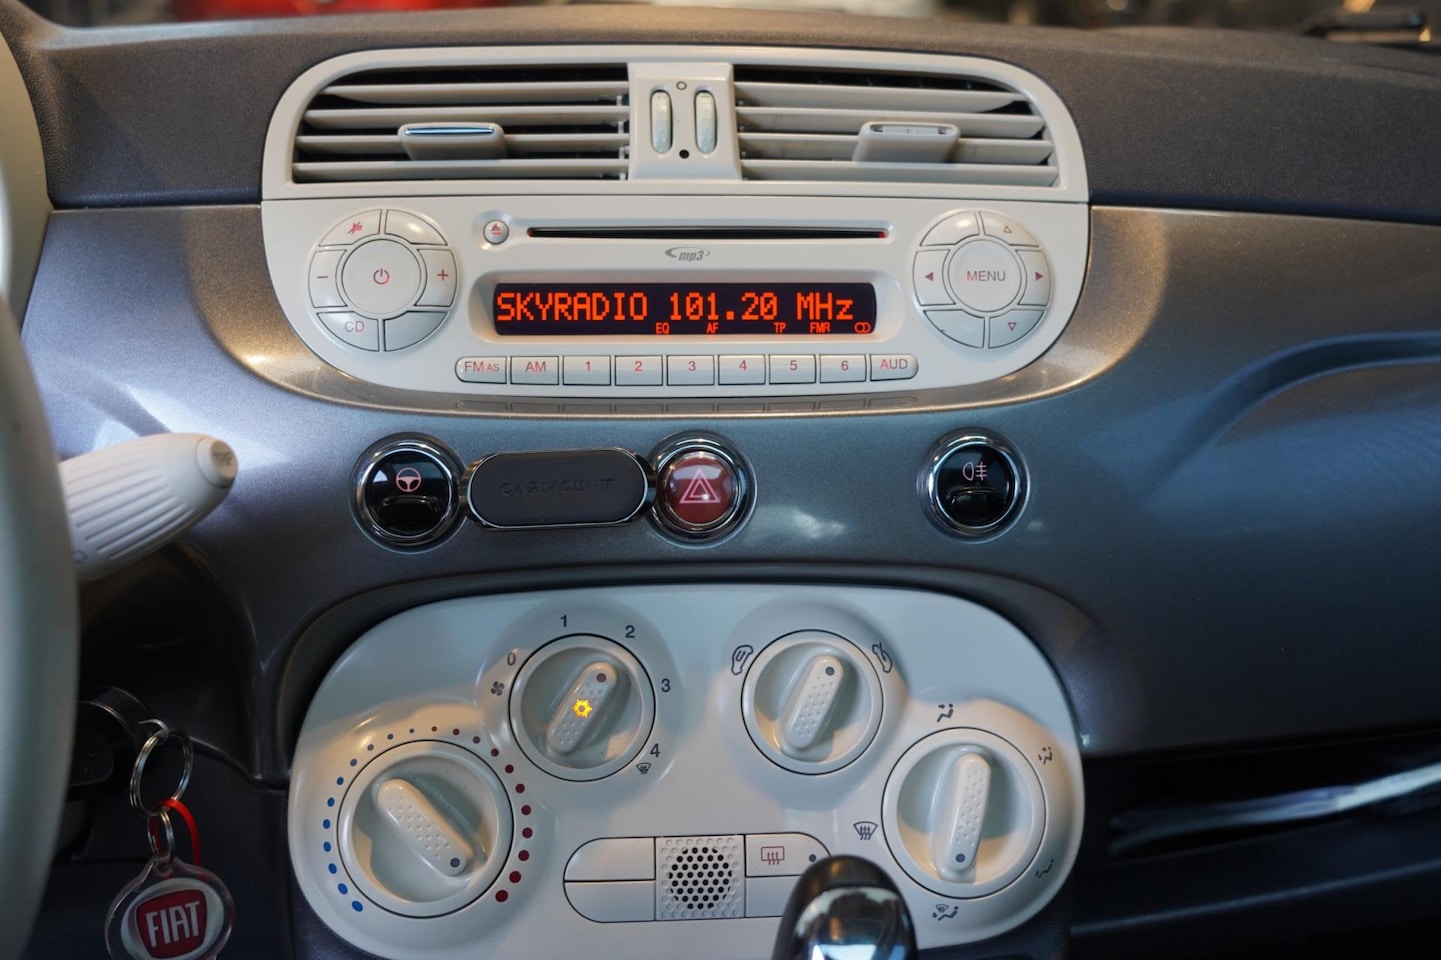 mp3
MENU
CD
SKYRADIO 101.20 MHz
EQ AF TP FMR
FM AS AM 1 2 3 4 5 6 AUD
CARMOUNT
1
2
0
3
4
FIAT